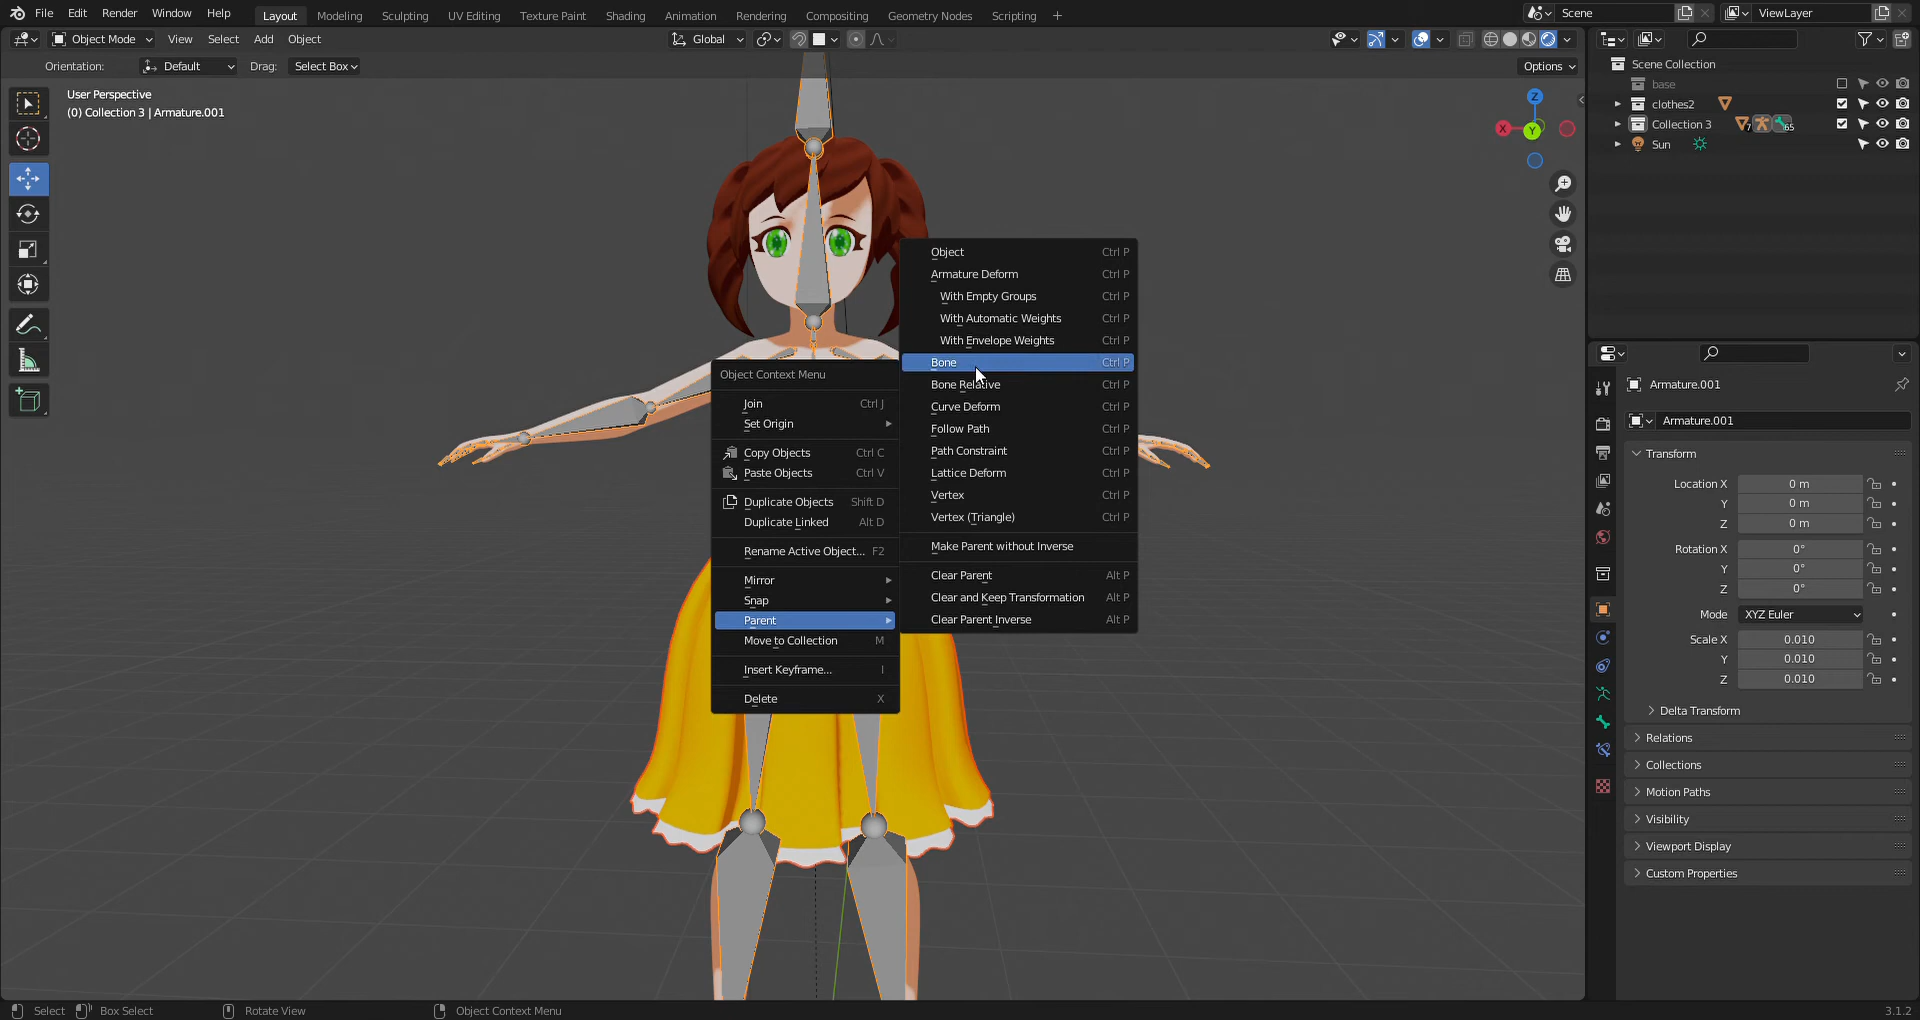 File Edit Render Window Help
Layout Modeling Sculpting UV Editing Texture Paint Shading Animation Rendering Compositing Geometry Nodes Scripting +
Scene
ViewLayer
Object Mode View Select Add Object
Global
Orientation: Default Drag: Select Box
Options
User Perspective
(0) Collection 3 | Armature.001
Z
X
Y
Scene Collection
base
clothes2
Collection 3
7
65
Sun
Object Context Menu
Join Ctrl J
Set Origin
Copy Objects Ctrl C
Paste Objects Ctrl V
Duplicate Objects Shift D
Duplicate Linked Alt D
Rename Active Object... F2
Mirror
Snap
Parent
Move to Collection M
Insert Keyframe... I
Delete X
Object Ctrl P
Armature Deform Ctrl P
With Empty Groups Ctrl P
With Automatic Weights Ctrl P
With Envelope Weights Ctrl P
Bone Ctrl P
Bone Relative Ctrl P
Curve Deform Ctrl P
Follow Path Ctrl P
Path Constraint Ctrl P
Lattice Deform Ctrl P
Vertex Ctrl P
Vertex (Triangle) Ctrl P
Make Parent without Inverse
Clear Parent Alt P
Clear and Keep Transformation Alt P
Clear Parent Inverse Alt P
Armature.001
Armature.001
Transform
Location X 0 m
Y 0 m
Z 0 m
Rotation X 0°
Y 0°
Z 0°
Mode XYZ Euler
Scale X 0.010
Y 0.010
Z 0.010
Delta Transform
Relations
Collections
Motion Paths
Visibility
Viewport Display
Custom Properties
Select Box Select Rotate View Object Context Menu
3.1.2